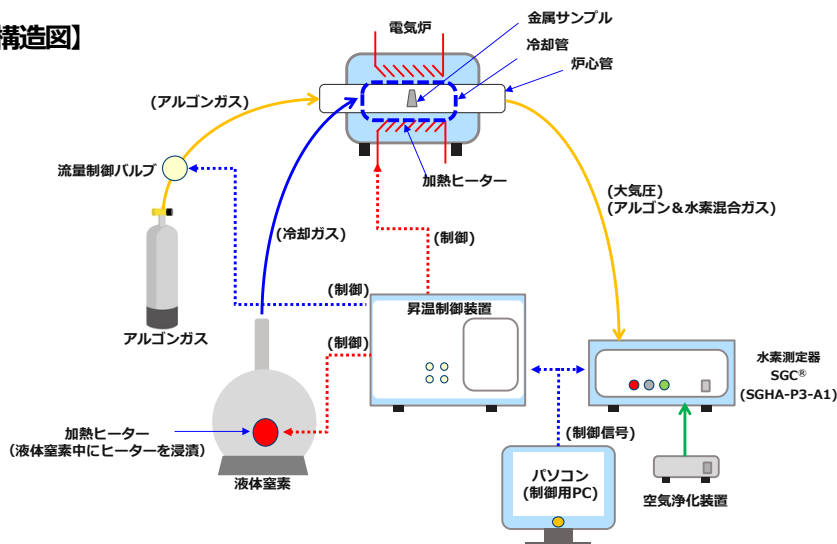 構造図】
電気炉
金属サンプル
冷却管
炉心管
(アルゴンガス)
流量制御バルブ
加熱ヒーター
(大気圧)
(アルゴン＆水素混合ガス)
(冷却ガス)
(制御)
(制御)
昇温制御装置
アルゴンガス
(制御)
水素測定器
SGC®
(SGHA-P3-A1)
加熱ヒーター
（液体窒素中にヒーターを浸漬）
(制御信号)
液体窒素
パソコン
(制御用PC)
空気浄化装置